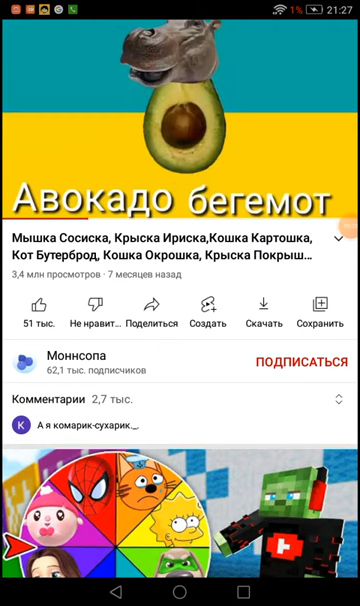 1% 21:27
Авокадо бегемот
Мышка Сосиска, Крыска Ириска,Кошка Картошка,
Кот Бутерброд, Кошка Окрошка, Крыска Покрыш...
3,4 млн просмотров · 7 месяцев назад
51 тыс. Не нравит... Поделиться Создать Скачать Сохранить
Моннсопа
62,1 тыс. подписчиков
ПОДПИСАТЬСЯ
Комментарии 2,7 тыс.
K А я комарик-сухарик._